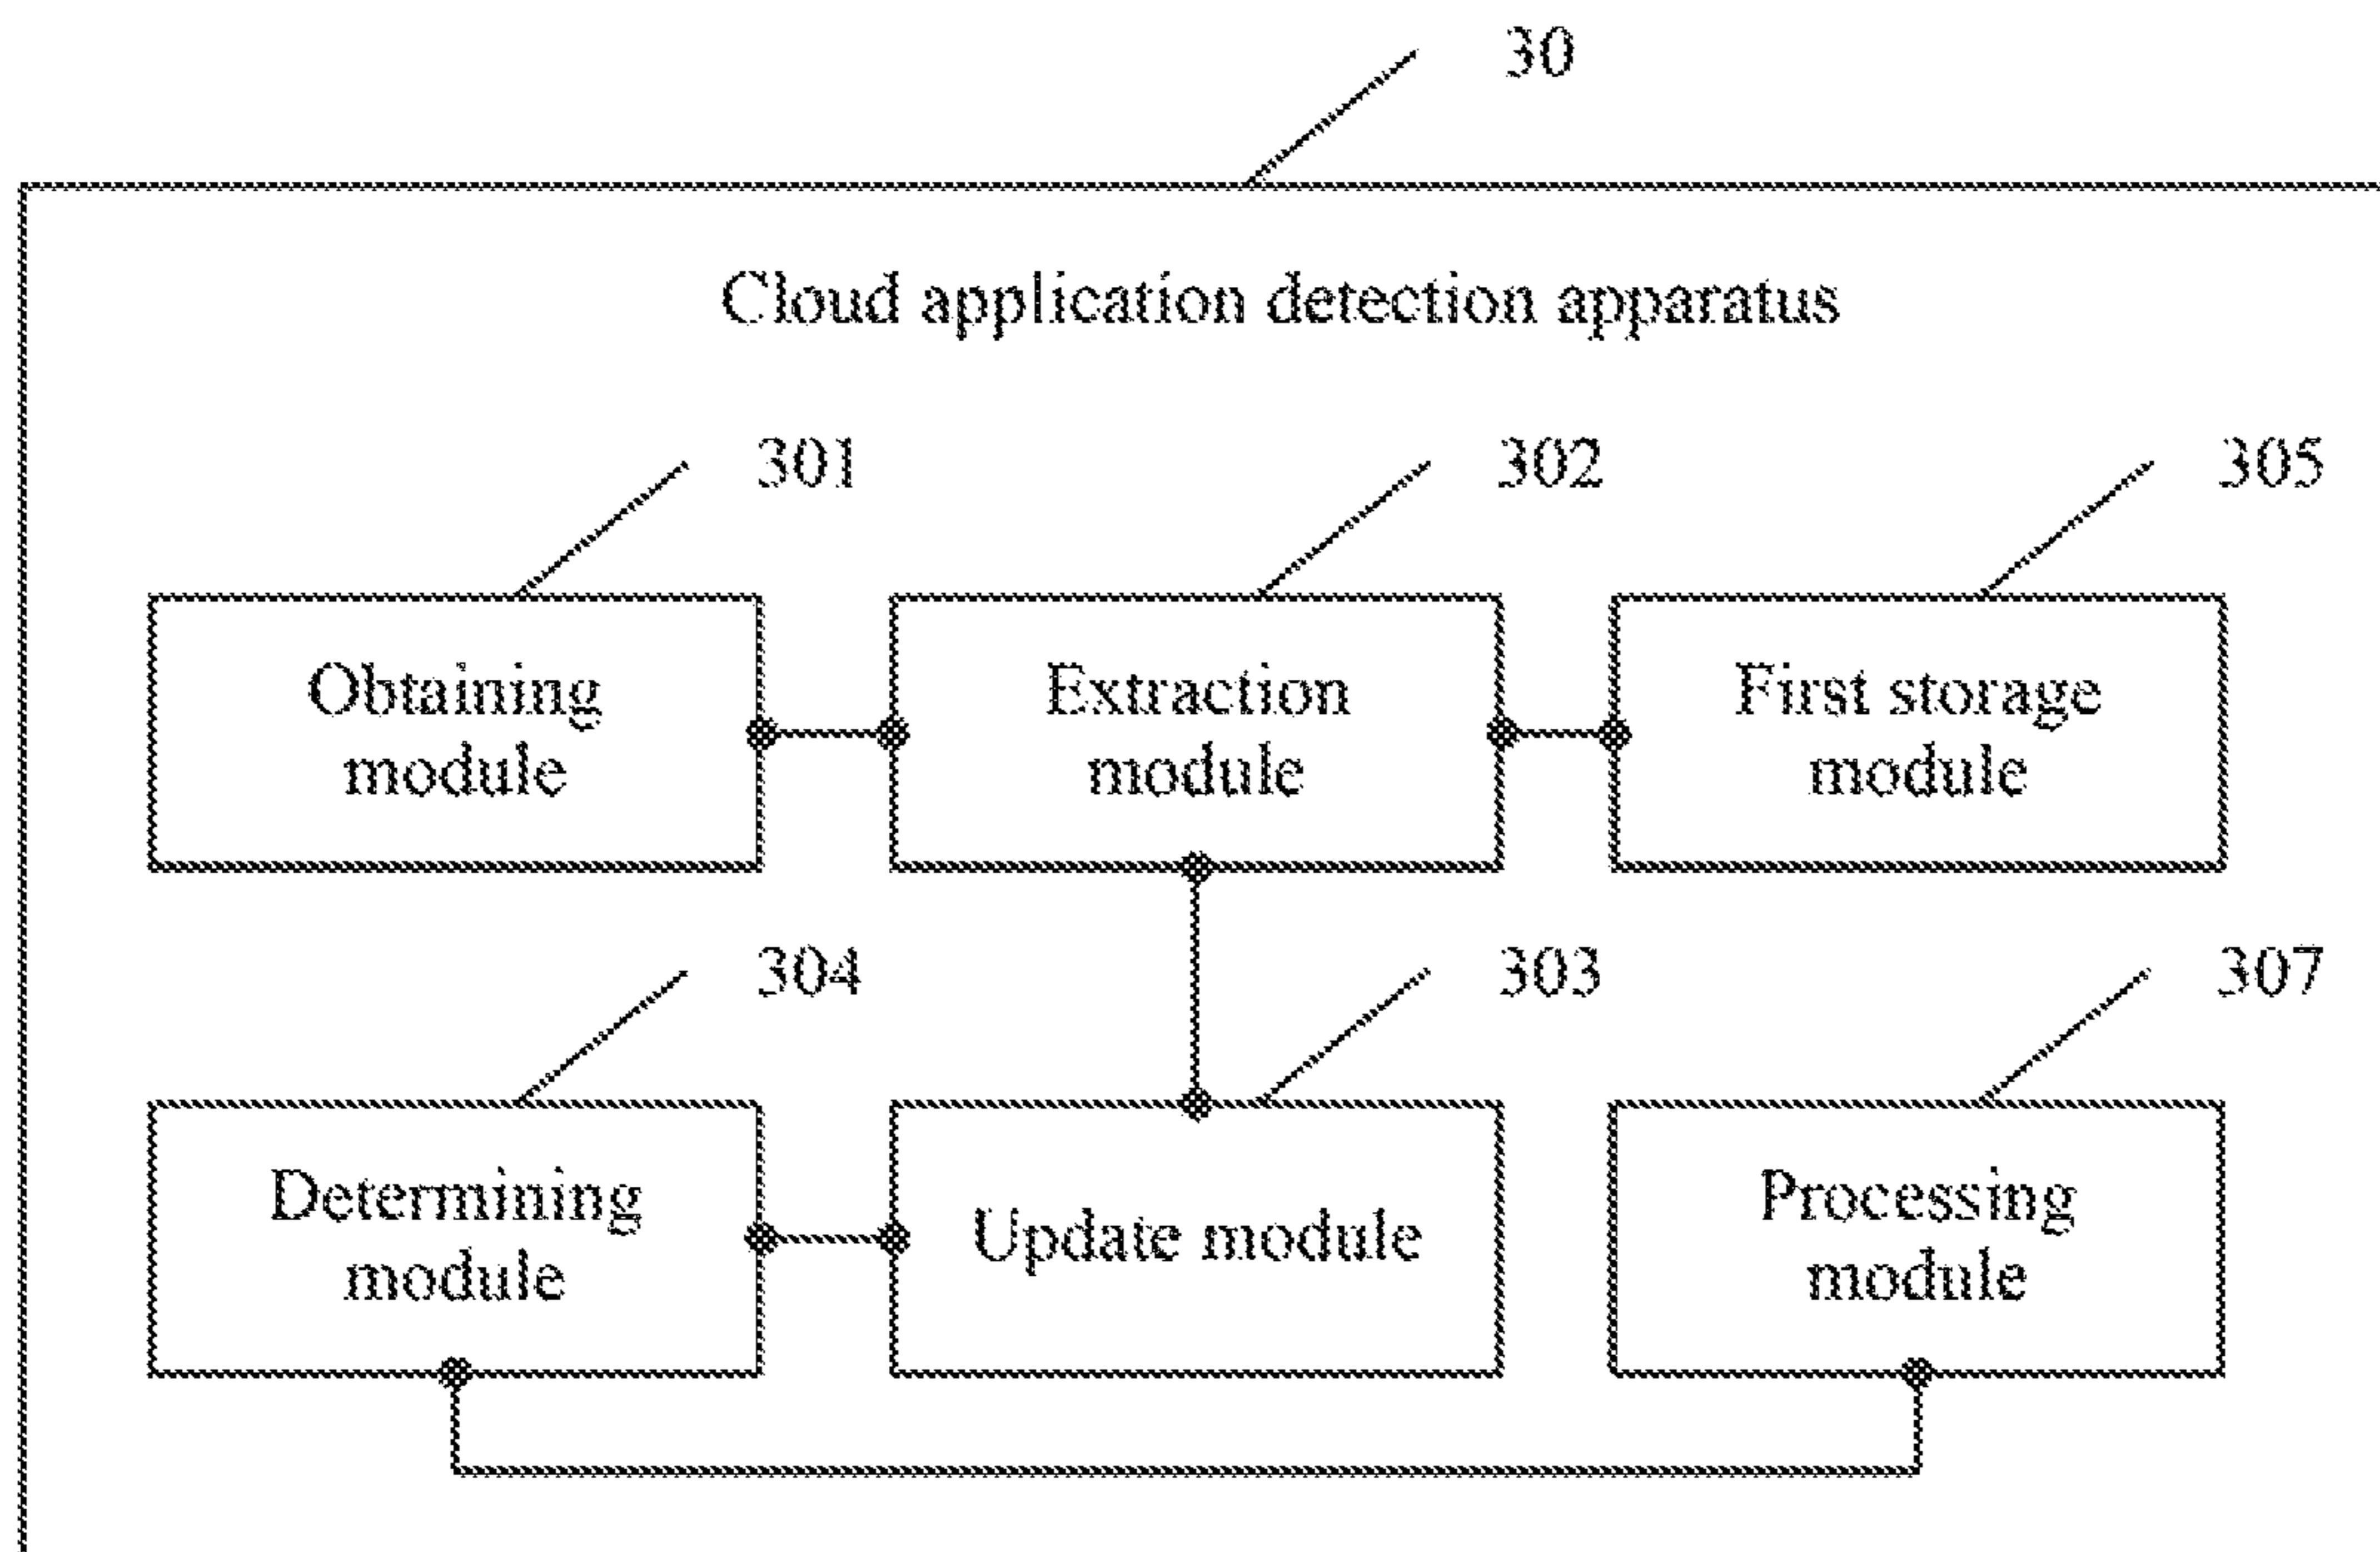 30
Cloud application detection apparatus
301
302
305
Obtaining
module
Extraction
module
First storage
module
304
303
307
Determining
module
Update module
Processing
module